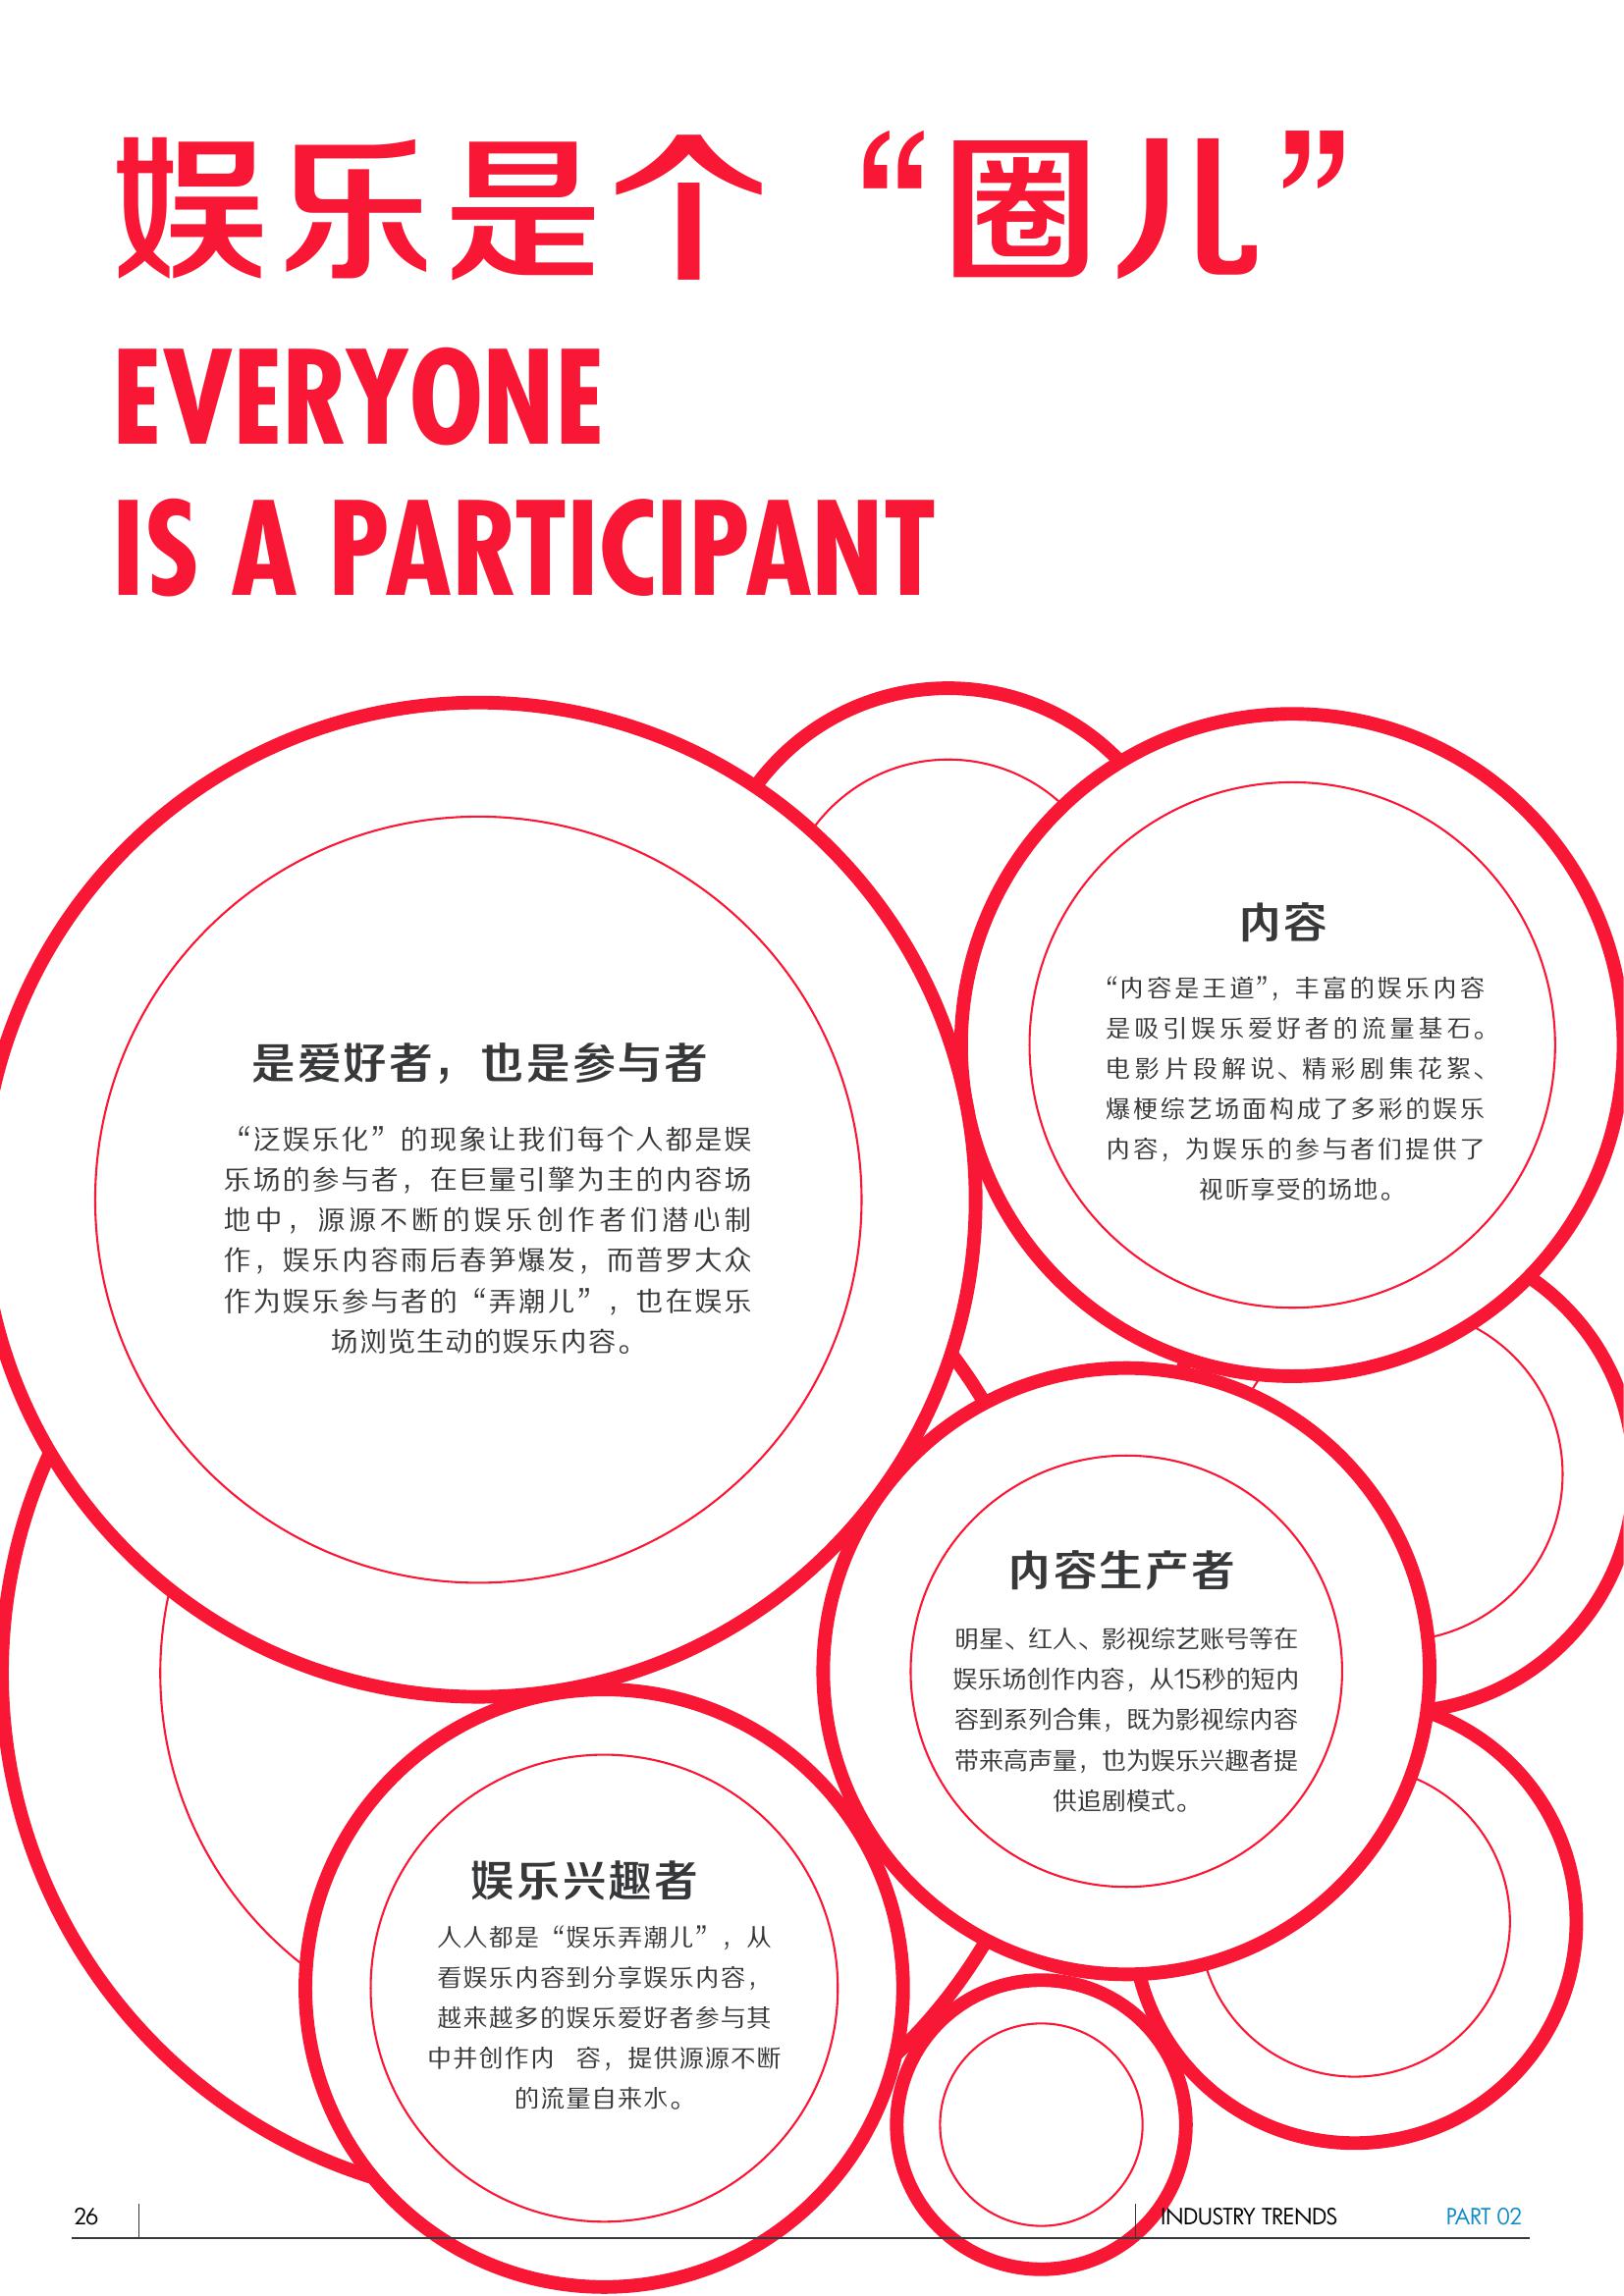 娱乐是个 “圈儿”
EVERYONE
IS A PARTICIPANT
是爱好者，也是参与者
“泛娱乐化”的现象让我们每个人都是娱
乐场的参与者，在巨量引擎为主的内容场
地中，源源不断的娱乐创作者们潜心制
作，娱乐内容雨后春笋爆发，而普罗大众
作为娱乐参与者的“弄潮儿”，也在娱乐
场浏览生动的娱乐内容。
内容
“内容是王道”，丰富的娱乐内容
是吸引娱乐爱好者的流量基石。
电影片段解说、精彩剧集花絮、
爆梗综艺场面构成了多彩的娱乐
内容，为娱乐的参与者们提供了
视听享受的场地。
内容生产者
明星、红人、影视综艺账号等在
娱乐场创作内容，从15秒的短内
容到系列合集，既为影视综内容
带来高声量，也为娱乐兴趣者提
供追剧模式。
娱乐兴趣者
人人都是“娱乐弄潮儿”，从
看娱乐内容到分享娱乐内容，
越来越多的娱乐爱好者参与其
中并创作内 容，提供源源不断
的流量自来水。
26
INDUSTRY TRENDS
PART 02